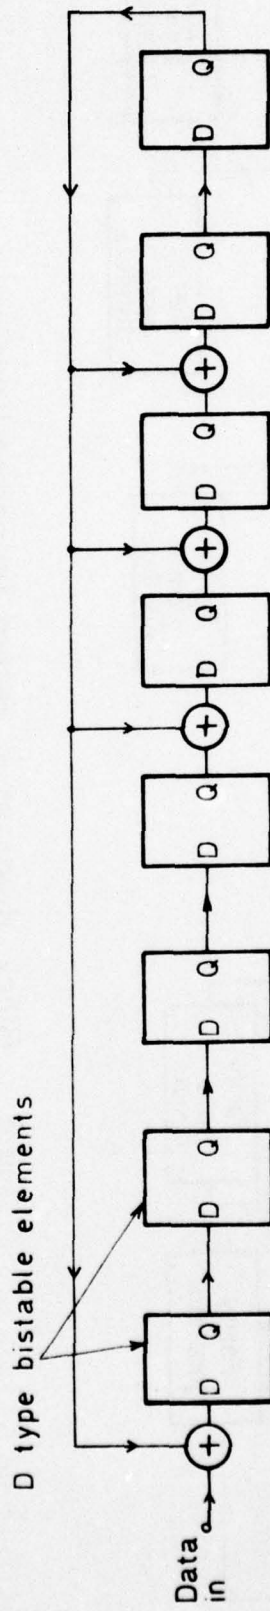 D type bistable elements
Data
in
+ D Q D Q D Q D Q + D Q + D Q + D Q D Q